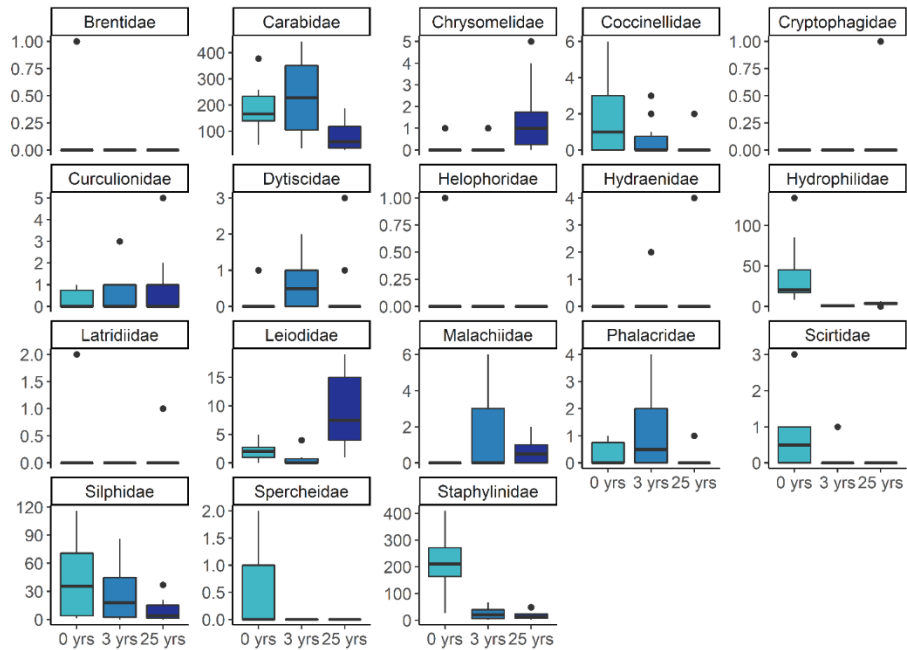 Brentidae Carabidae Chrysomelidae Coccinellidae Cryptophagidae
1.00 0.75 0.50 0.25 0.00
400 300 200 100
5 4 3 2 1 0
6 4 2 0
1.00 0.75 0.50 0.25 0.00
Curculionidae Dytiscidae Helophoridae Hydraenidae Hydrophilidae
5 4 3 2 1 0
3 2 1 0
1.00 0.75 0.50 0.25 0.00
4 3 2 1 0
100 50 0
Latridiidae Leiodidae Malachiidae Phalacridae Scirtidae
2.0 1.5 1.0 0.5 0.0
15 10 5 0
6 4 2 0
4 3 2 1 0
3 2 1 0
0 yrs 3 yrs 25 yrs 0 yrs 3 yrs 25 yrs
Silphidae Spercheidae Staphylinidae
120 90 60 30 0
2.0 1.5 1.0 0.5 0.0
400 300 200 100 0
0 yrs 3 yrs 25 yrs 0 yrs 3 yrs 25 yrs 0 yrs 3 yrs 25 yrs